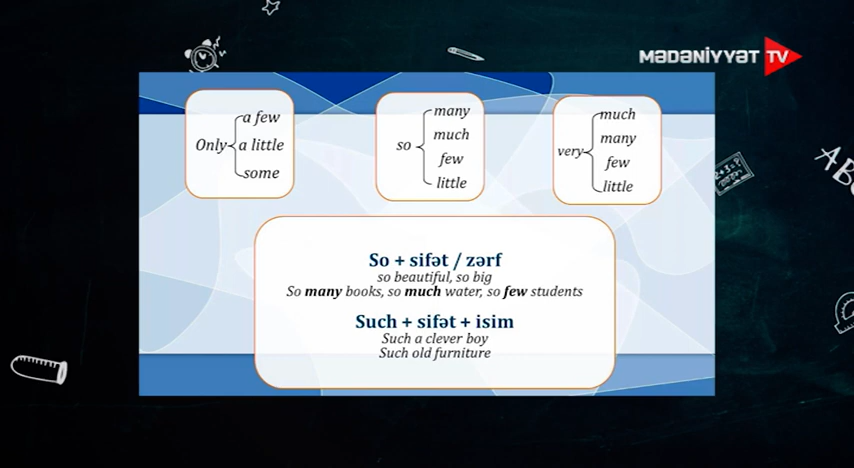 MƏDƏNİYYƏT TV
Only
a few
a little
some
so
many
much
few
little
very
much
many
few
little
So + sifət / zərf
so beautiful, so big
So many books, so much water, so few students
Such + sifət + isim
Such a clever boy
Such old furniture